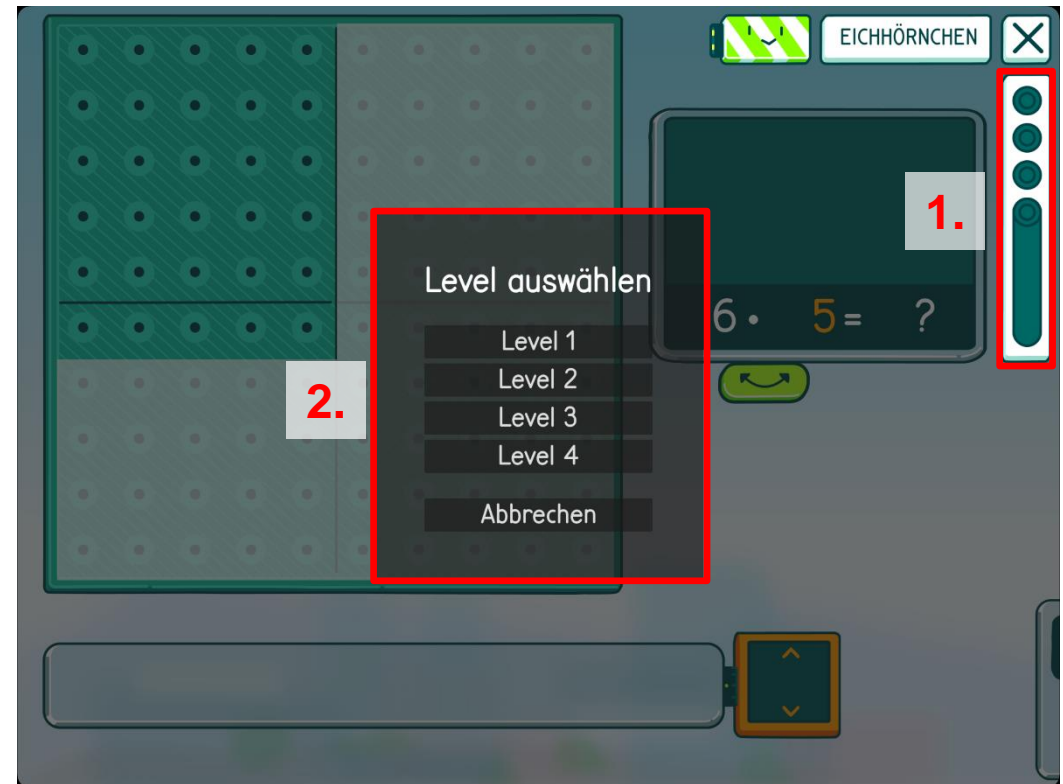 EICHHÖRNCHEN
1.
6 · 5 = ?
Level auswählen
Level 1
Level 2
Level 3
Level 4
Abbrechen
2.